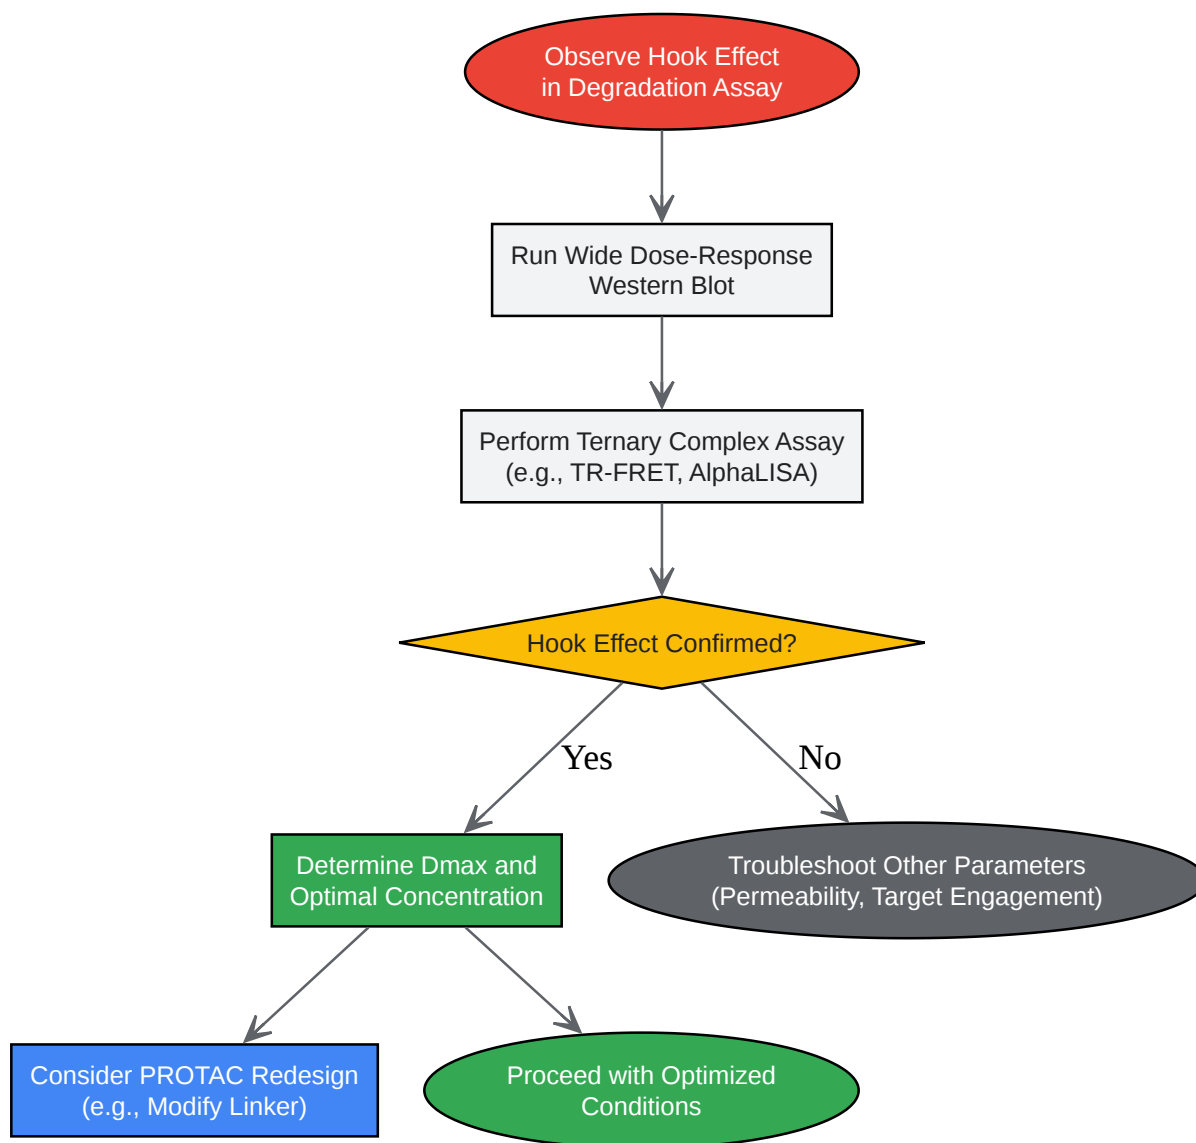 Observe Hook Effect
in Degradation Assay
Run Wide Dose-Response
Western Blot
Perform Ternary Complex Assay
(e.g., TR-FRET, AlphaLISA)
Hook Effect Confirmed?
Yes
No
Determine Dmax and
Optimal Concentration
Troubleshoot Other Parameters
(Permeability, Target Engagement)
Consider PROTAC Redesign
(e.g., Modify Linker)
Proceed with Optimized
Conditions